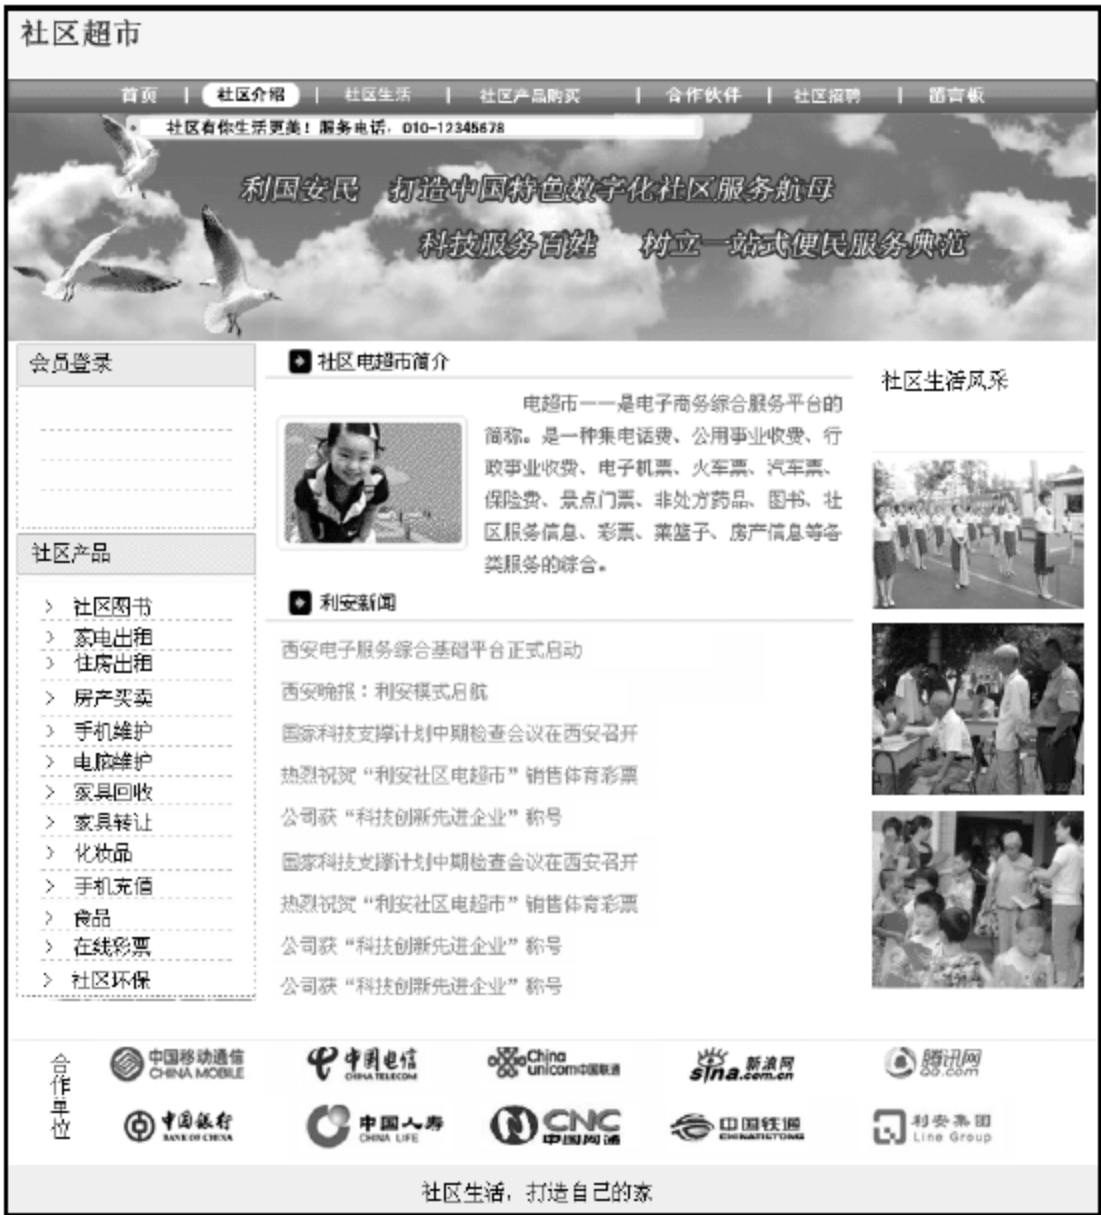 社区超市
首页 | 社区介绍 | 社区生活 | 社区产品购买 | 合作伙伴 | 社区招聘 | 留言板
社区有你生活更美！服务电话：010-12345678
利国安民 打造中国特色数字化社区服务航母
科技服务百姓 树立一站式便民服务典范
会员登录
社区产品
> 社区图书
> 家电出租
> 住房出租
> 房产买卖
> 手机维护
> 电脑维护
> 家具回收
> 家具转让
> 化妆品
> 手机充值
> 食品
> 在线彩票
> 社区环保
社区电超市简介
电超市——是电子商务综合服务平台的
简称。是一种集电话费、公用事业收费、行
政事业收费、电子机票、火车票、汽车票、
保险费、景点门票、非处方药品、图书、社
区服务信息、彩票、菜篮子、房产信息等各
类服务的综合。
利安新闻
西安电子服务综合基础平台正式启动
西安晚报：利安模式启航
国家科技支撑计划中期检查会议在西安召开
热烈祝贺“利安社区电超市”销售体育彩票
公司获“科技创新先进企业”称号
国家科技支撑计划中期检查会议在西安召开
热烈祝贺“利安社区电超市”销售体育彩票
公司获“科技创新先进企业”称号
公司获“科技创新先进企业”称号
社区生活风采
合作单位
中国移动通信
CHINA MOBILE
中国电信
CHINA TELECOM
China
unicom中国联通
sina 新浪网
.com.cn
腾讯网
QQ.com
中国银行
BANK OF CHINA
中国人寿
CHINA LIFE
CNC
中国网通
中国铁通
CHINATIETONG
利安集团
Line Group
社区生活，打造自己的家